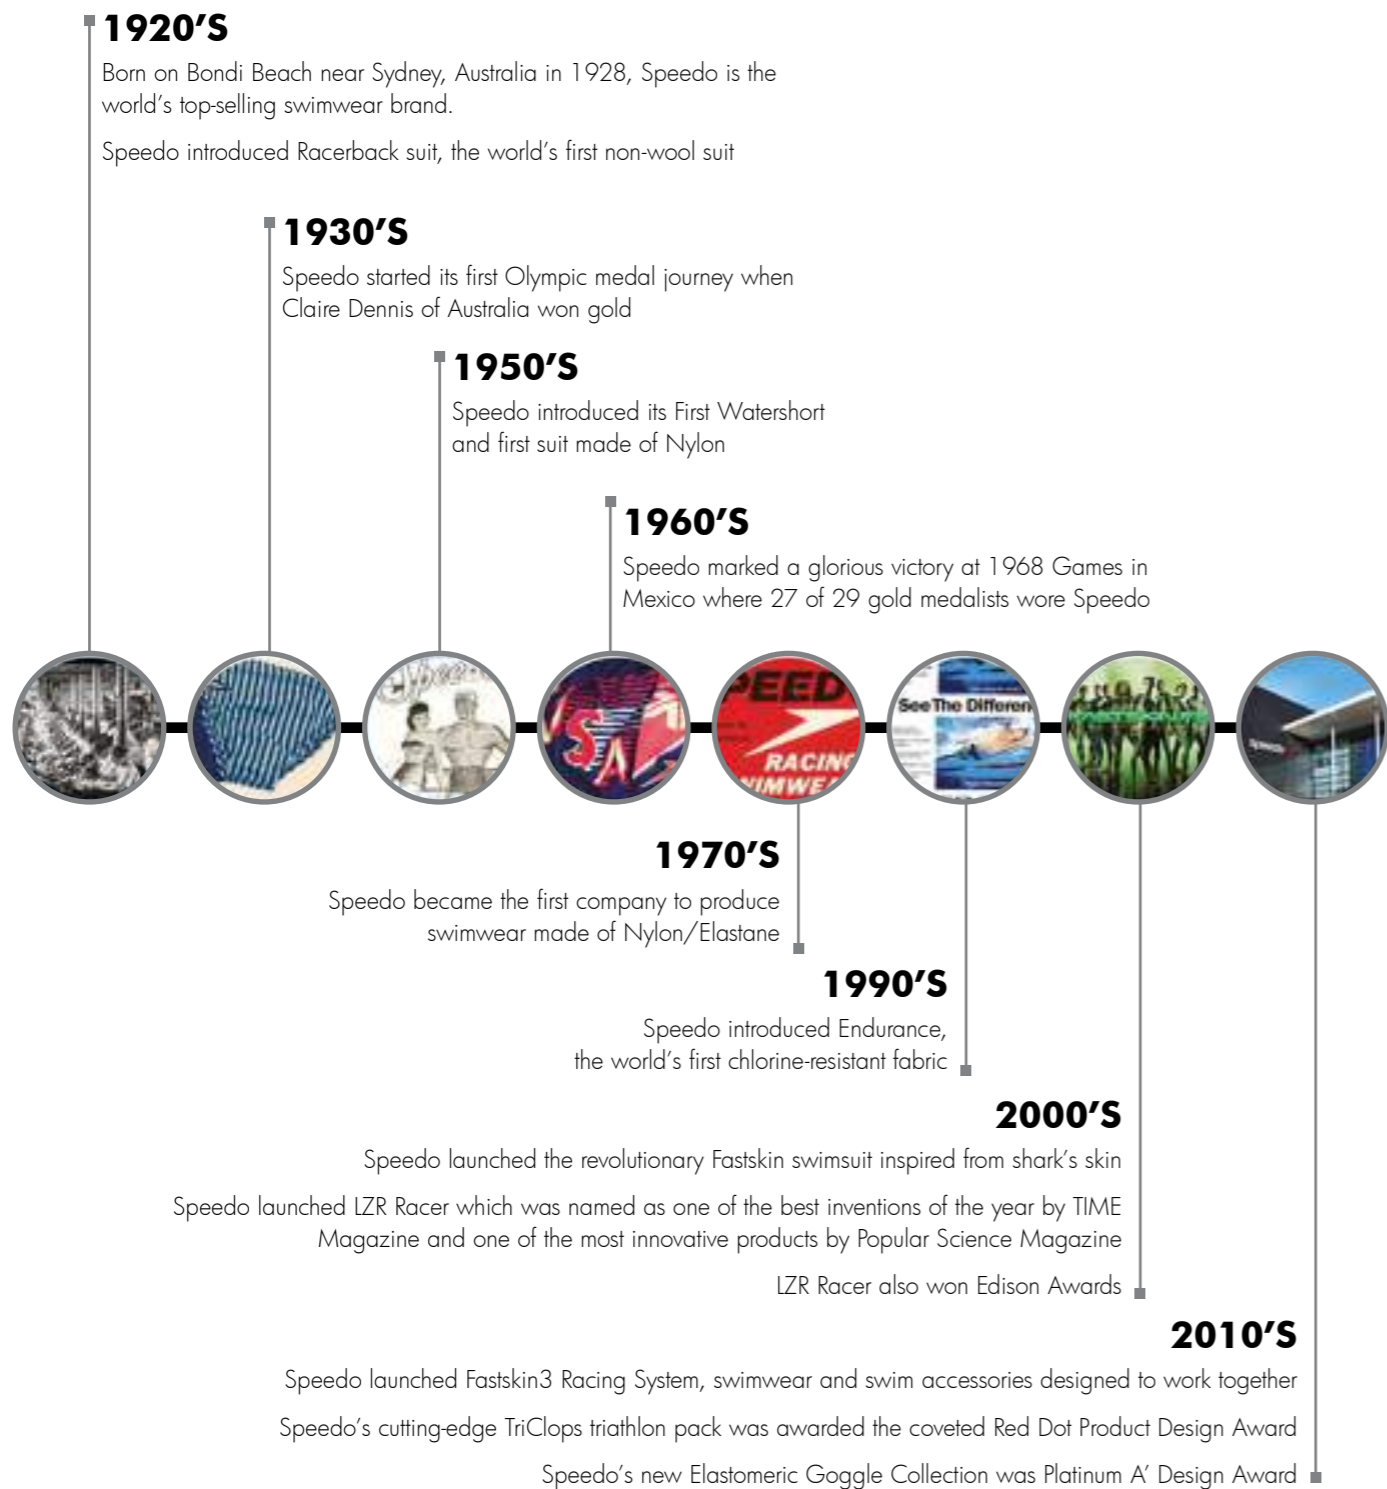 1920'S
Born on Bondi Beach near Sydney, Australia in 1928, Speedo is the
world's top-selling swimwear brand.
Speedo introduced Racerback suit, the world's first non-wool suit
1930'S
Speedo started its first Olympic medal journey when
Claire Dennis of Australia won gold
1950'S
Speedo introduced its First Watershort
and first suit made of Nylon
1960'S
Speedo marked a glorious victory at 1968 Games in
Mexico where 27 of 29 gold medalists wore Speedo
SA
PEED
RACING
IMWE
See The Differen
1970'S
Speedo became the first company to produce
swimwear made of Nylon/Elastane
1990'S
Speedo introduced Endurance,
the world's first chlorine-resistant fabric
2000'S
Speedo launched the revolutionary Fastskin swimsuit inspired from shark's skin
Speedo launched LZR Racer which was named as one of the best inventions of the year by TIME
Magazine and one of the most innovative products by Popular Science Magazine
LZR Racer also won Edison Awards
2010'S
Speedo launched Fastskin3 Racing System, swimwear and swim accessories designed to work together
Speedo's cutting-edge TriClops triathlon pack was awarded the coveted Red Dot Product Design Award
Speedo's new Elastomeric Goggle Collection was Platinum A' Design Award